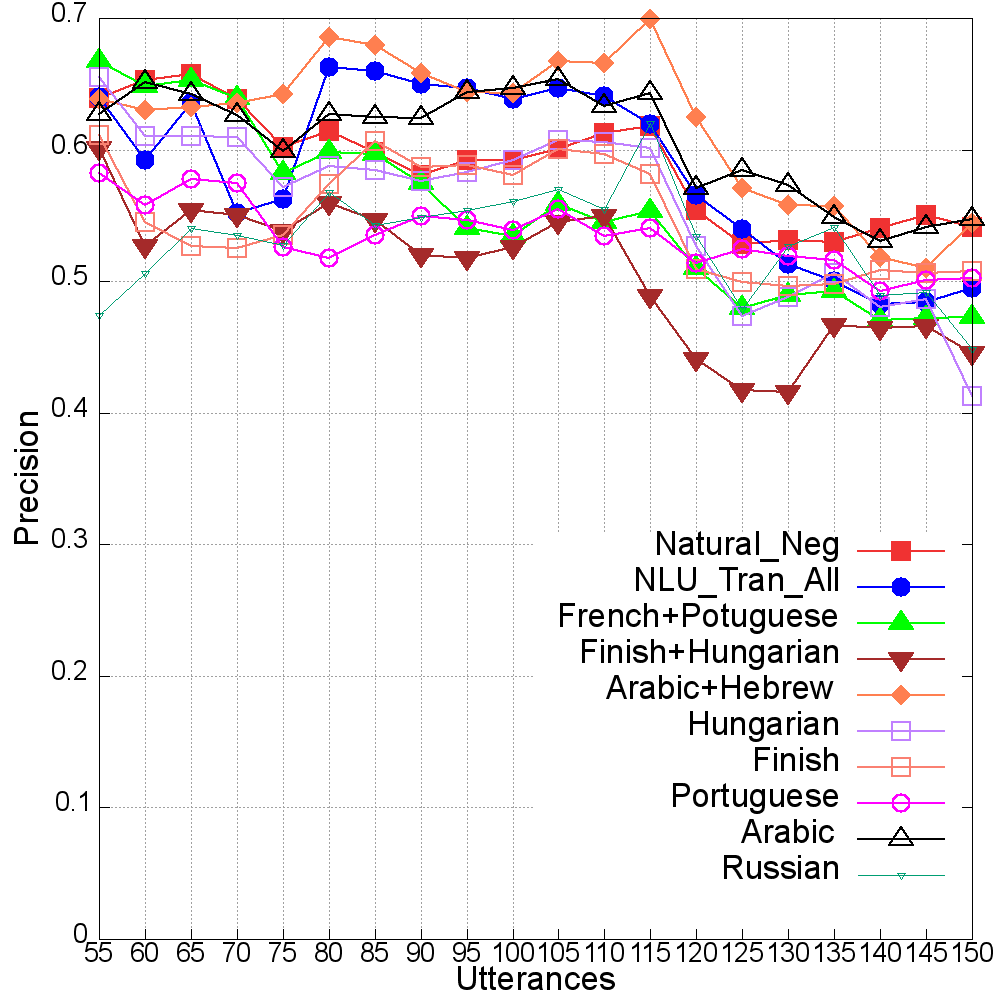 0.7
0.6
0.5
0.4
0.3
0.2
0.1
0
Precision
Natural_Neg
NLU_Tran_All
French+Potuguese
Finish+Hungarian
Arabic+Hebrew
Hungarian
Finish
Portuguese
Arabic
Russian
55 60 65 70 75 80 85 90 95 100 105 110 115 120 125 130 135 140 145 150
Utterances